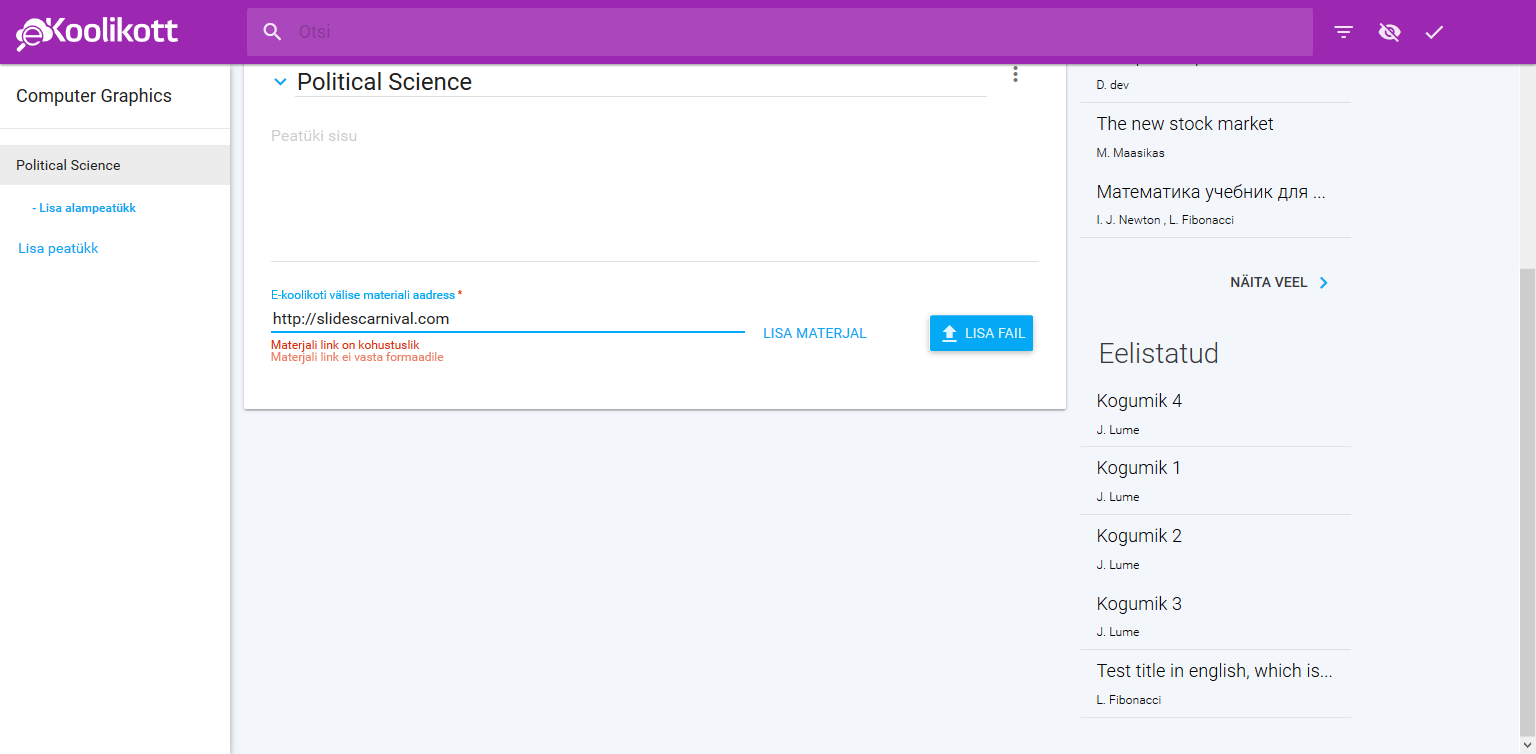 eKoolikott
Otsi
Computer Graphics
Political Science
- Lisa alampeatükk
Lisa peatükk
Political Science
Peatüki sisu
E-koolikoti välise materiali aadress *
http://slidescarnival.com
Materjali link on kohustuslik
Materjali link ei vasta formaadile
LISA MATERJAL
LISA FAIL
D. dev
The new stock market
M. Maasikas
Математика учебник для ...
I. J. Newton , L. Fibonacci
NÄITA VEEL
Eelistatud
Kogumik 4
J. Lume
Kogumik 1
J. Lume
Kogumik 2
J. Lume
Kogumik 3
J. Lume
Test title in english, which is...
L. Fibonacci